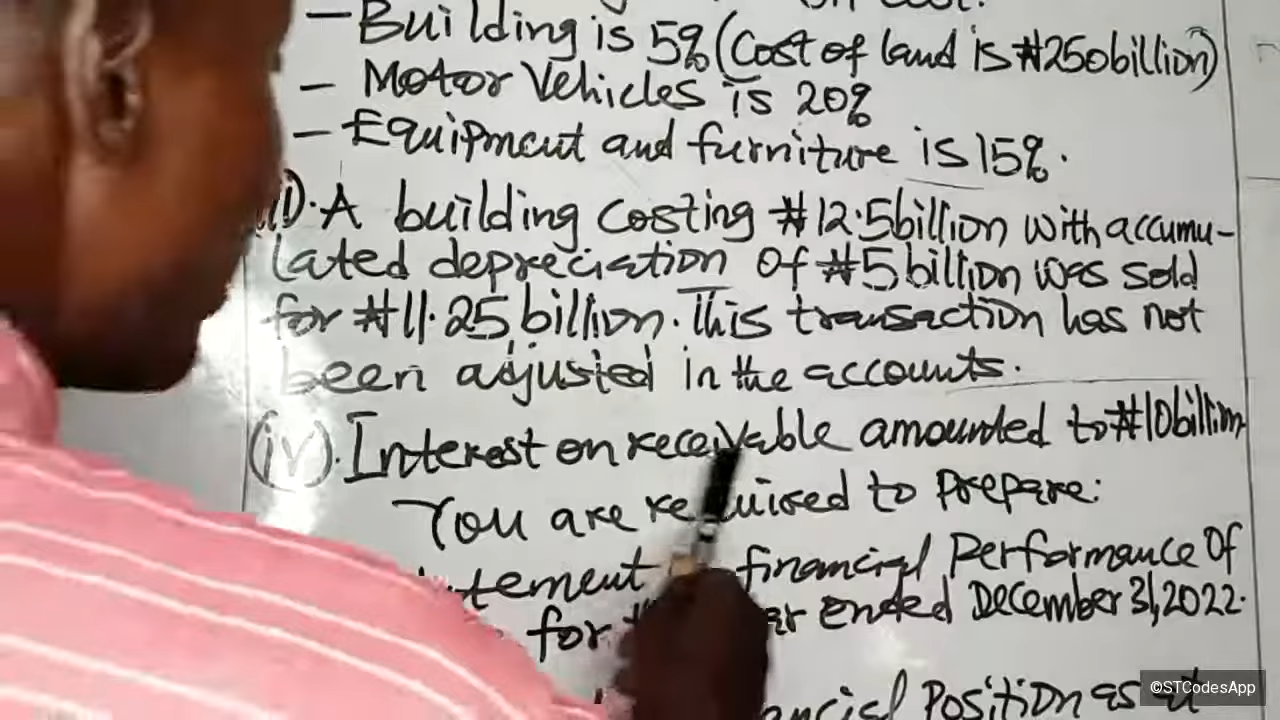 on cost.
- Building is 5% (Cost of land is #250billion)
- Motor Vehicles is 20%
- Equipment and furniture is 15%.
A building costing #12.5billion with accumu-
lated depreciation of #5billion was sold
for #11.25billion. This transaction has not
been adjusted in the accounts.
(iv). Interest on receivable amounted to #10billion
You are required to prepare:
financial performance of
for ended December 31, 2022.
Position as at
©STCodesApp